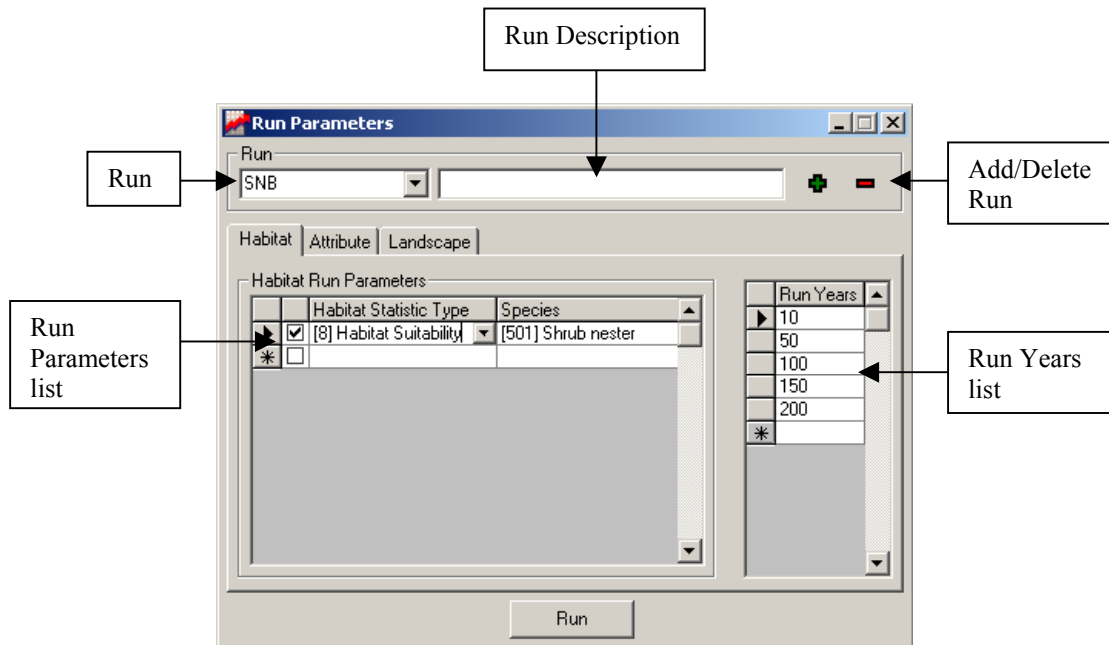 Run Description
Run Parameters
Run
Run
SNB
Add/Delete
Run
Habitat
Attribute
Landscape
Habitat Run Parameters
Habitat Statistic Type
Species
[8] Habitat Suitability
[501] Shrub nester
Run
Parameters
list
Run Years
10
50
100
150
200
Run Years
list
Run